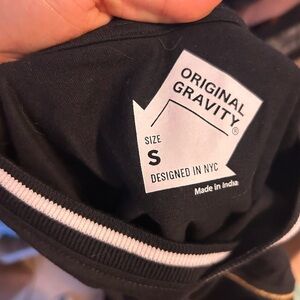 ORIGINAL
GRAVITY®
SIZE
S
DESIGNED IN NYC
Made in India